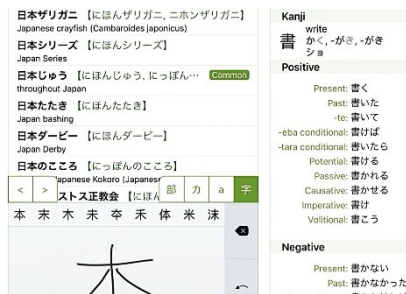 日本ザリガニ 【にほんザリガニ, ニホンザリガニ】
Japanese crayfish (Cambaroides japonicus)
日本シリーズ 【にほんシリーズ】
Japan Series
日本じゅう 【にほんじゅう, にっぽん… Common
throughout Japan
日本たたき 【にほんたたき】
Japan bashing
日本ダービー 【にほんダービー】
Japan Derby
日本のこころ 【にっぽんのこころ】
apanese Kokoro (Japanese
< > ストス正教会 【にほん 部 カ a 字
本 末 木 未 夲 禾 体 米 沫
Kanji
write
書 かく, -がき, -がき
ショ
Positive
Present: 書く
Past: 書いた
-te: 書いて
-eba conditional: 書けば
-tara conditional: 書いたら
Potential: 書ける
Passive: 書かれる
Causative: 書かせる
Imperative: 書け
Volitional: 書こう
Negative
Present: 書かない
Past: 書かなかった